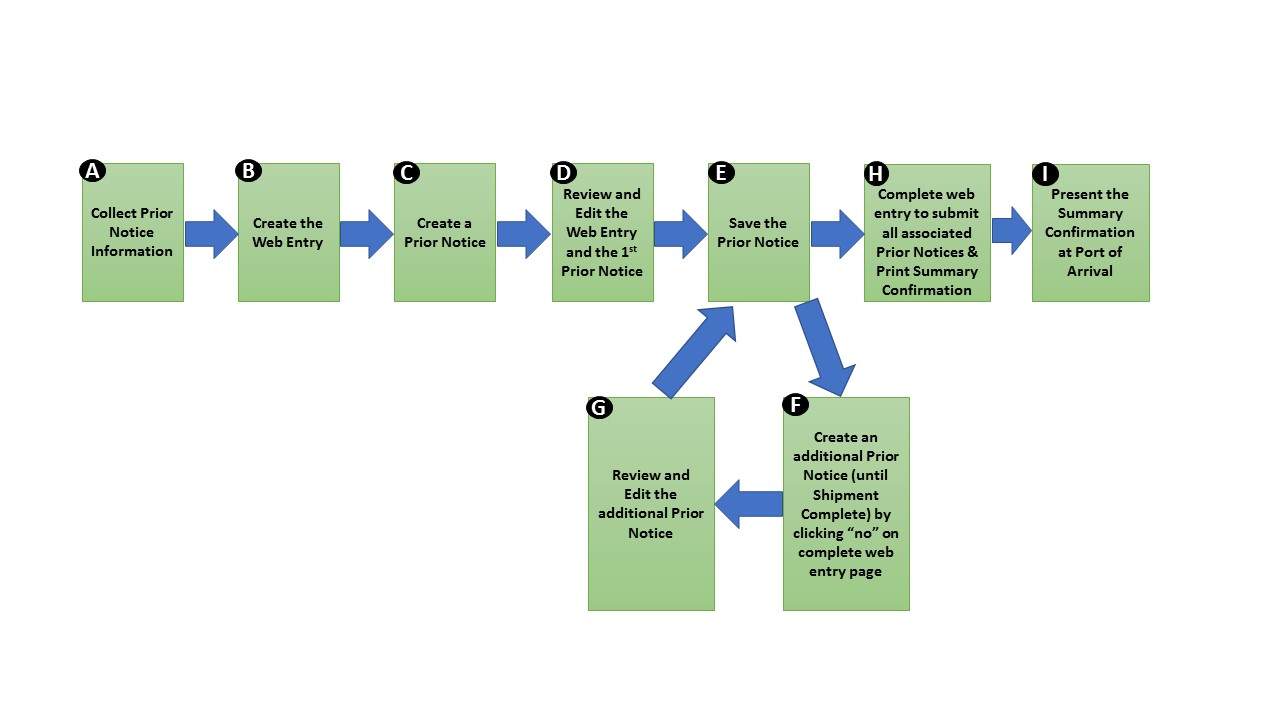 A
Collect Prior
Notice
Information
B
Create the
Web Entry
C
Create a
Prior Notice
D
Review and
Edit the
Web Entry
and the 1st
Prior Notice
E
Save the
Prior Notice
H
Complete web
entry to submit
all associated
Prior Notices &
Print Summary
Confirmation
I
Present the
Summary
Confirmation
at Port of
Arrival
F
Create an
additional Prior
Notice (until
Shipment
Complete) by
clicking “no” on
complete web
entry page
G
Review and
Edit the
additional Prior
Notice